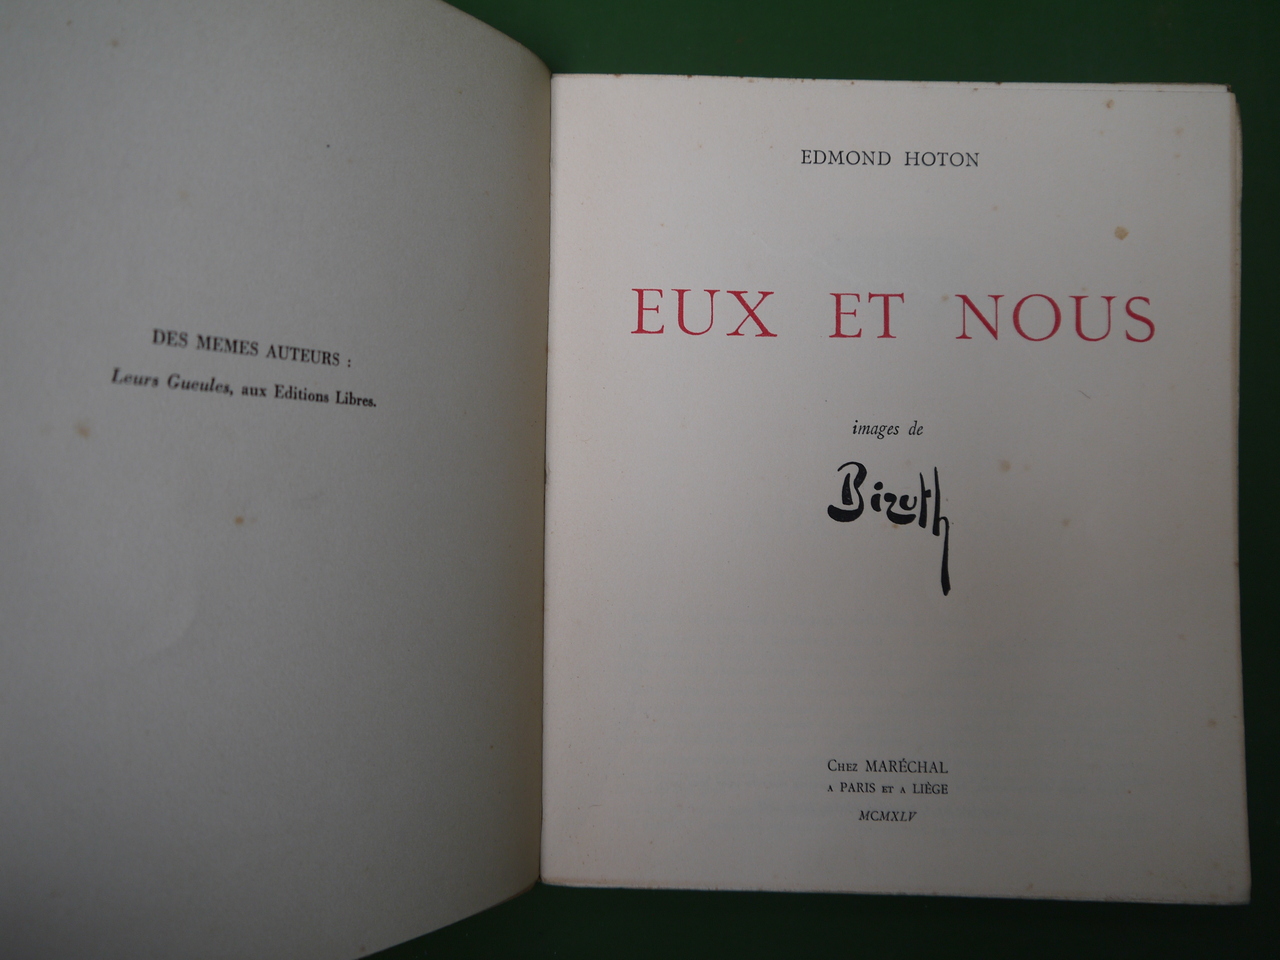 DES MEMES AUTEURS :
Leurs Gueules, aux Editions Libres.
EDMOND HOTON
EUX ET NOUS
images de
Bizuth
Chez MARÉCHAL
A PARIS ET A LIÈGE
MCMXLV